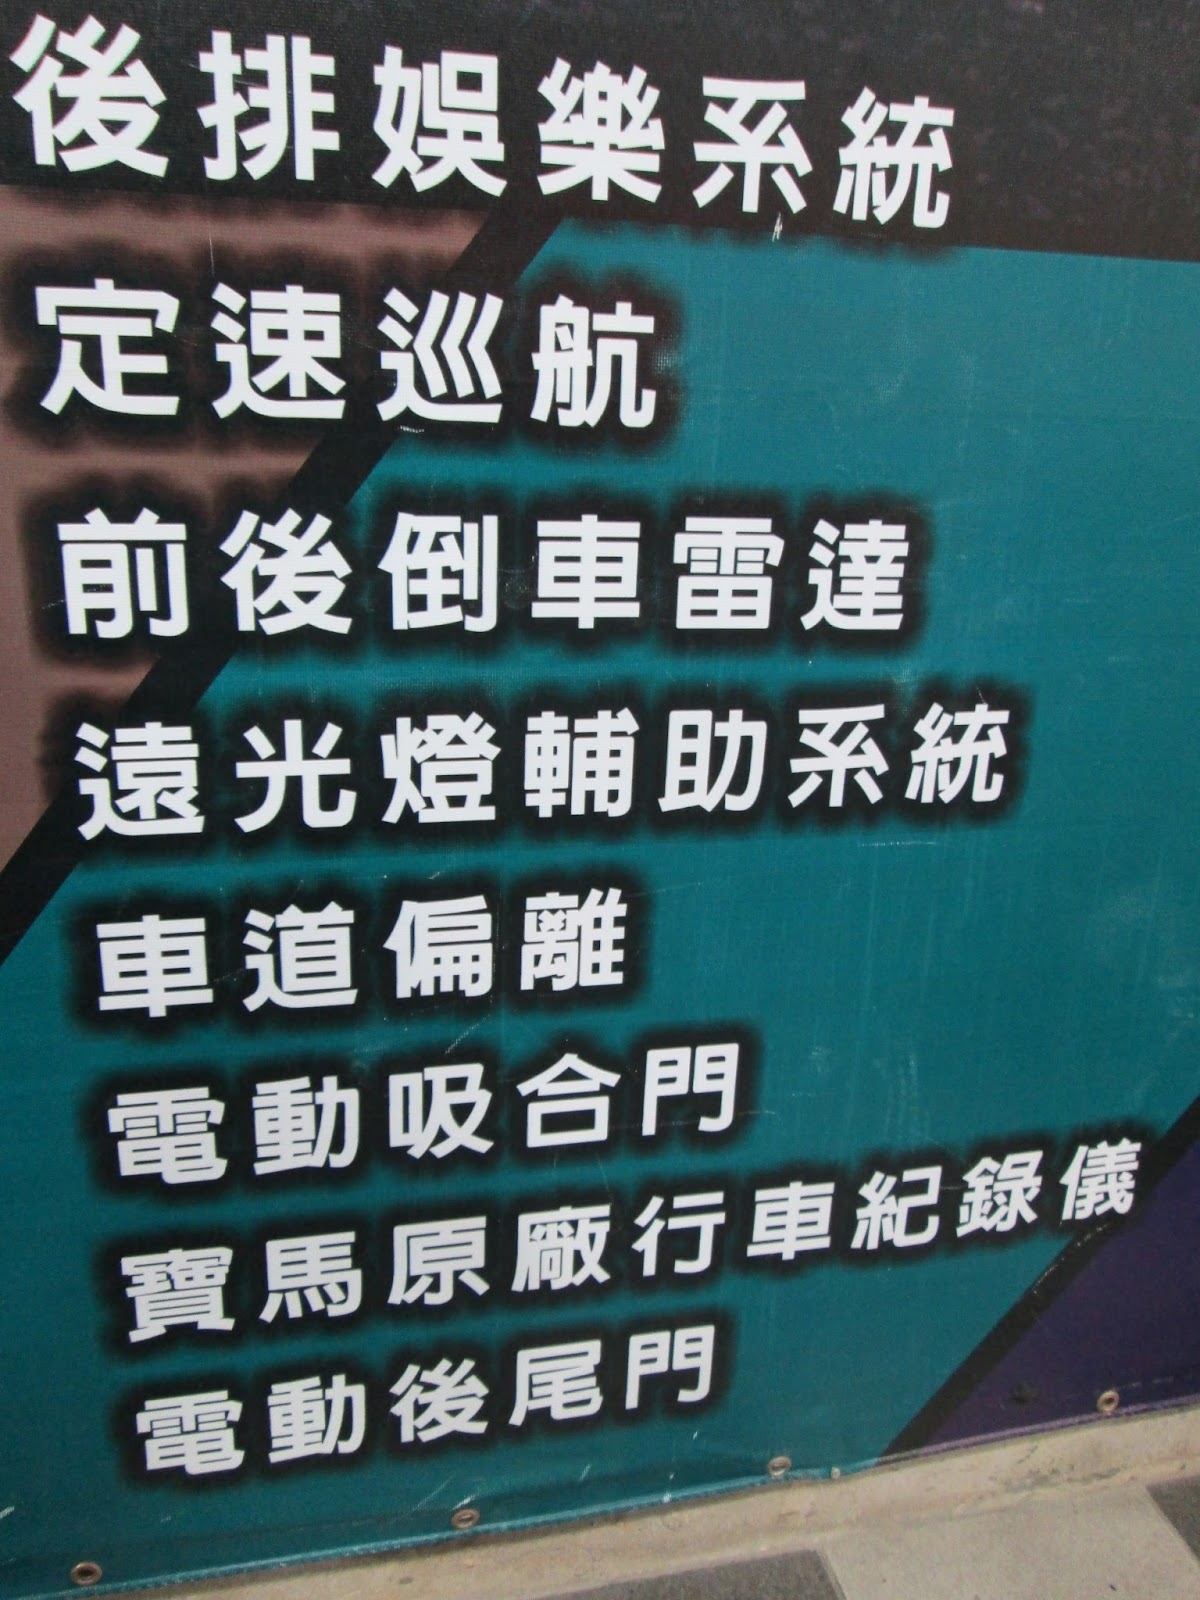 後排娛樂系統
定速巡航
前後倒車雷達
遠光燈輔助系統
車道偏離
電動吸合門
寶馬原廠行車紀錄儀
電動後尾門